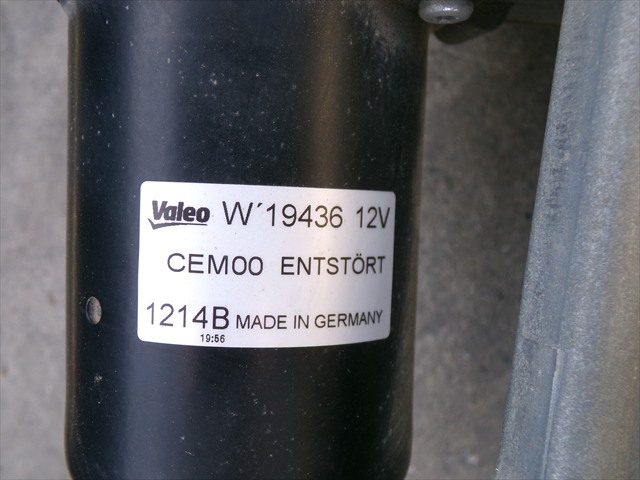 Valeo W´19436 12V
CEM00 ENTSTÖRT
1214B MADE IN GERMANY
19:56